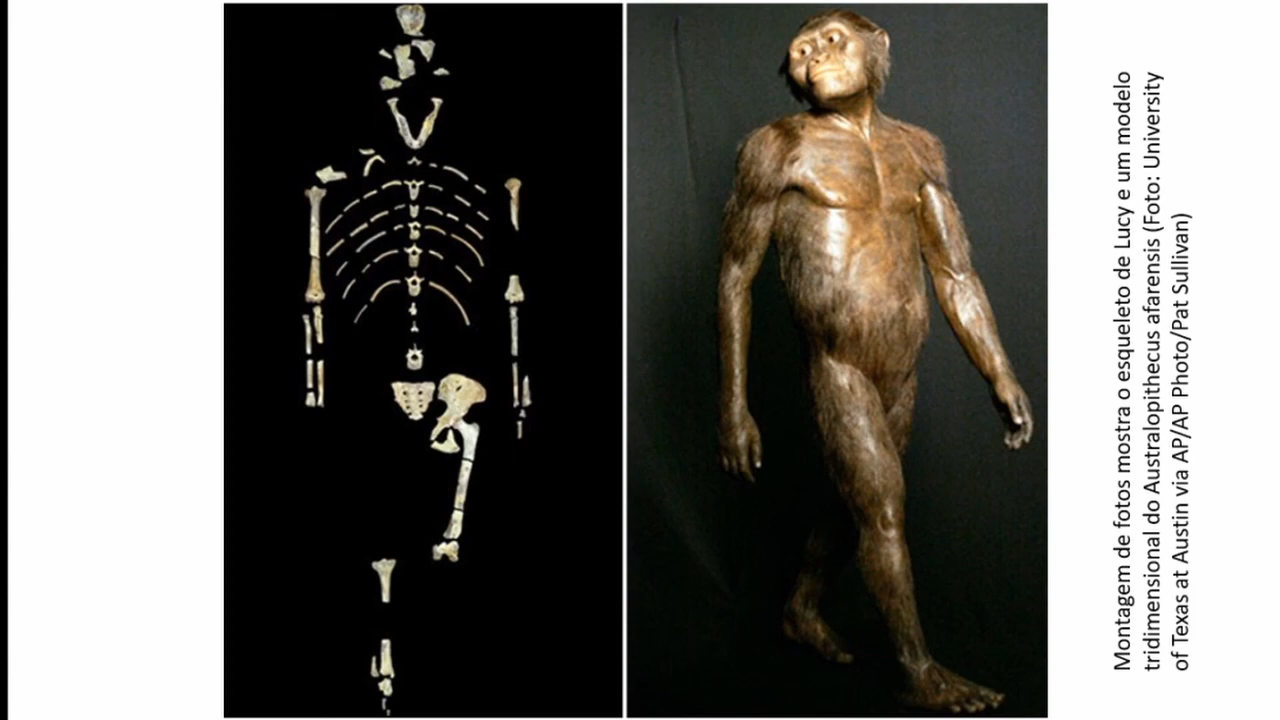 Montagem de fotos mostra o esqueleto de Lucy e um modelo
tridimensional do Australopithecus afarensis (Foto: University
of Texas at Austin via AP/AP Photo/Pat Sullivan)